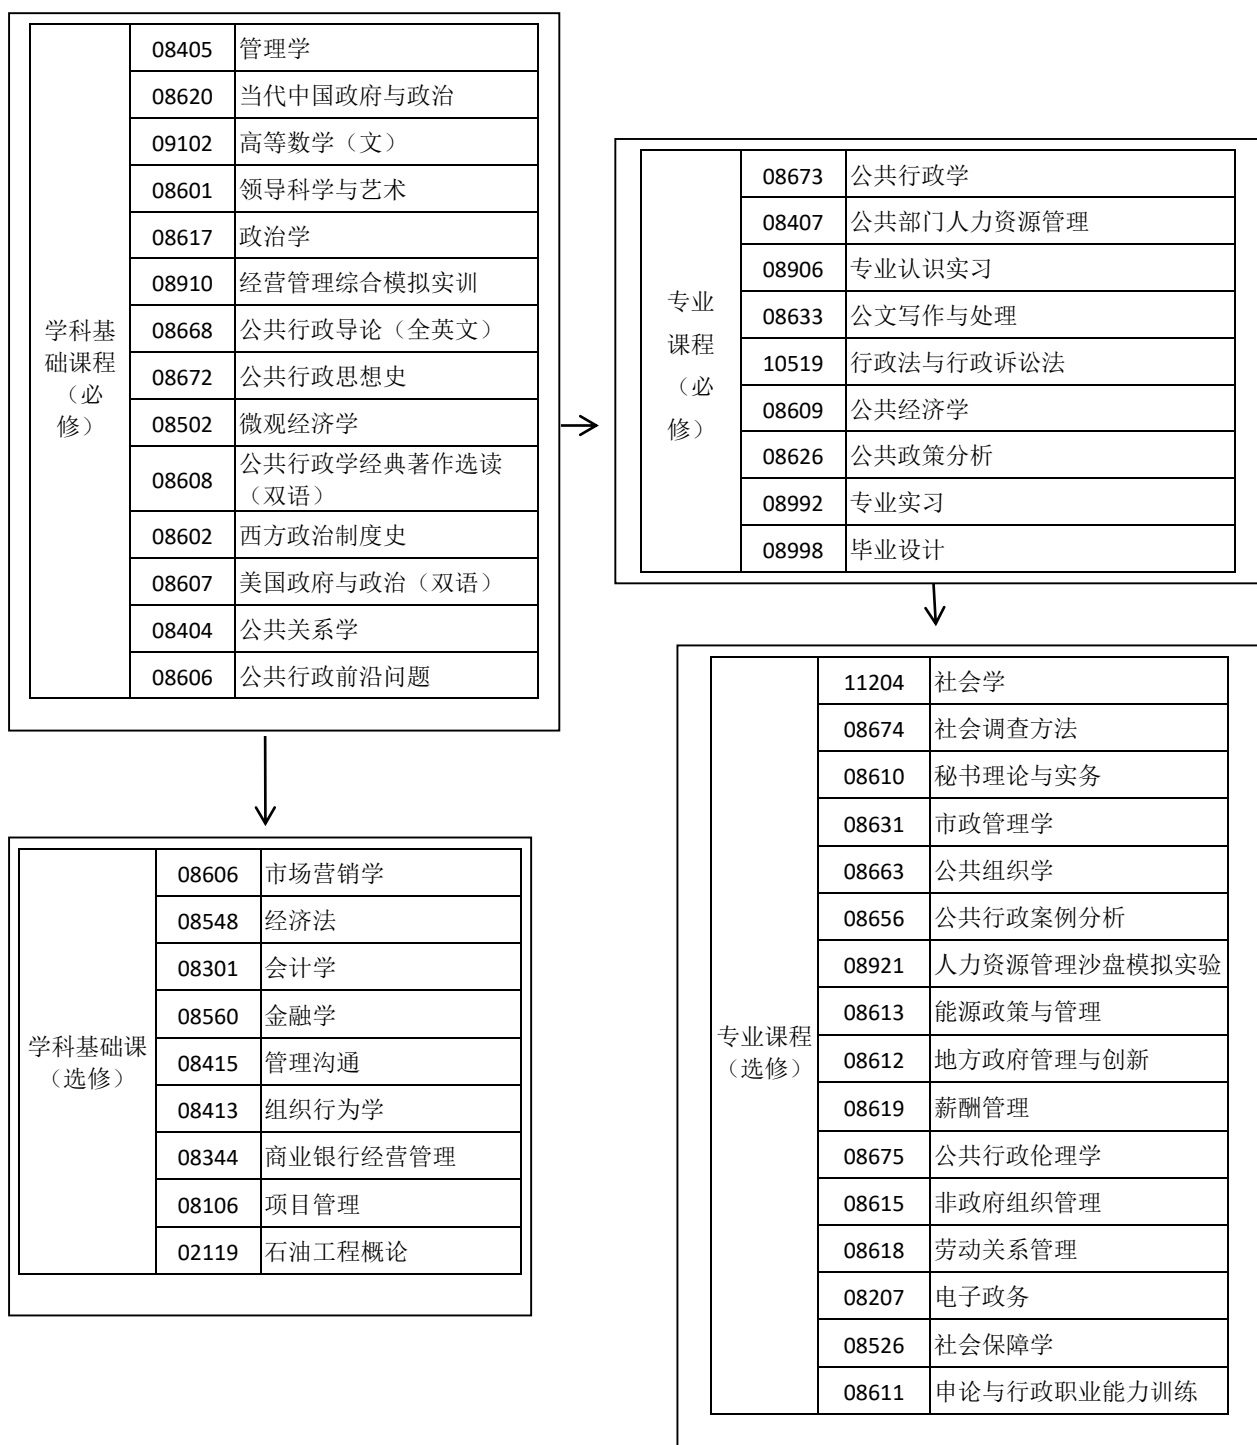 学科基
础课程
（必
修）
08405 管理学
08620 当代中国政府与政治
09102 高等数学（文）
08601 领导科学与艺术
08617 政治学
08910 经营管理综合模拟实训
08668 公共行政导论（全英文）
08672 公共行政思想史
08502 微观经济学
08608 公共行政学经典著作选读
（双语）
08602 西方政治制度史
08607 美国政府与政治（双语）
08404 公共关系学
08606 公共行政前沿问题
专业
课程
（必
修）
08673 公共行政学
08407 公共部门人力资源管理
08906 专业认识实习
08633 公文写作与处理
10519 行政法与行政诉讼法
08609 公共经济学
08626 公共政策分析
08992 专业实习
08998 毕业设计
学科基础课
（选修）
08606 市场营销学
08548 经济法
08301 会计学
08560 金融学
08415 管理沟通
08413 组织行为学
08344 商业银行经营管理
08106 项目管理
02119 石油工程概论
专业课程
（选修）
11204 社会学
08674 社会调查方法
08610 秘书理论与实务
08631 市政管理学
08663 公共组织学
08656 公共行政案例分析
08921 人力资源管理沙盘模拟实验
08613 能源政策与管理
08612 地方政府管理与创新
08619 薪酬管理
08675 公共行政伦理学
08615 非政府组织管理
08618 劳动关系管理
08207 电子政务
08526 社会保障学
08611 申论与行政职业能力训练